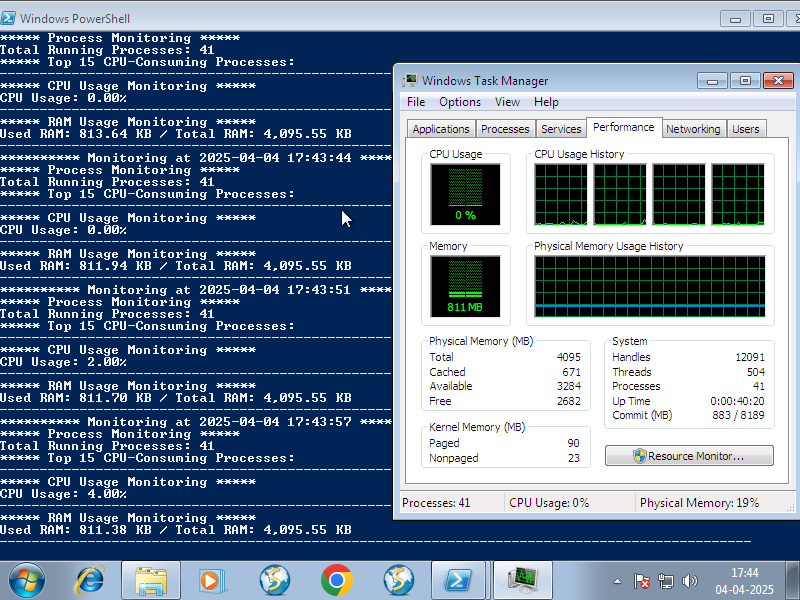 Windows PowerShell
***** Process Monitoring *****
Total Running Processes: 41
***** Top 15 CPU-Consuming Processes:
***** CPU Usage Monitoring *****
CPU Usage: 0.00%
***** RAM Usage Monitoring *****
Used RAM: 813.64 KB / Total RAM: 4,095.55 KB
********** Monitoring at 2025-04-04 17:43:44 ****
***** Process Monitoring *****
Total Running Processes: 41
***** Top 15 CPU-Consuming Processes:
***** CPU Usage Monitoring *****
CPU Usage: 0.00%
***** RAM Usage Monitoring *****
Used RAM: 811.94 KB / Total RAM: 4,095.55 KB
********** Monitoring at 2025-04-04 17:43:51 ****
***** Process Monitoring *****
Total Running Processes: 41
***** Top 15 CPU-Consuming Processes:
***** CPU Usage Monitoring *****
CPU Usage: 2.00%
***** RAM Usage Monitoring *****
Used RAM: 811.70 KB / Total RAM: 4,095.55 KB
********** Monitoring at 2025-04-04 17:43:57 ****
***** Process Monitoring *****
Total Running Processes: 41
***** Top 15 CPU-Consuming Processes:
***** CPU Usage Monitoring *****
CPU Usage: 4.00%
***** RAM Usage Monitoring *****
Used RAM: 811.38 KB / Total RAM: 4,095.55 KB
Windows Task Manager
File Options View Help
Applications Processes Services Performance Networking Users
CPU Usage CPU Usage History
0 %
Memory Physical Memory Usage History
811 MB
Physical Memory (MB)
Total 4095
Cached 671
Available 3284
Free 2682
Kernel Memory (MB)
Paged 90
Nonpaged 23
System
Handles 12091
Threads 504
Processes 41
Up Time 0:00:40:20
Commit (MB) 883 / 8189
Resource Monitor...
Processes: 41 CPU Usage: 0% Physical Memory: 19%
17:44
04-04-2025